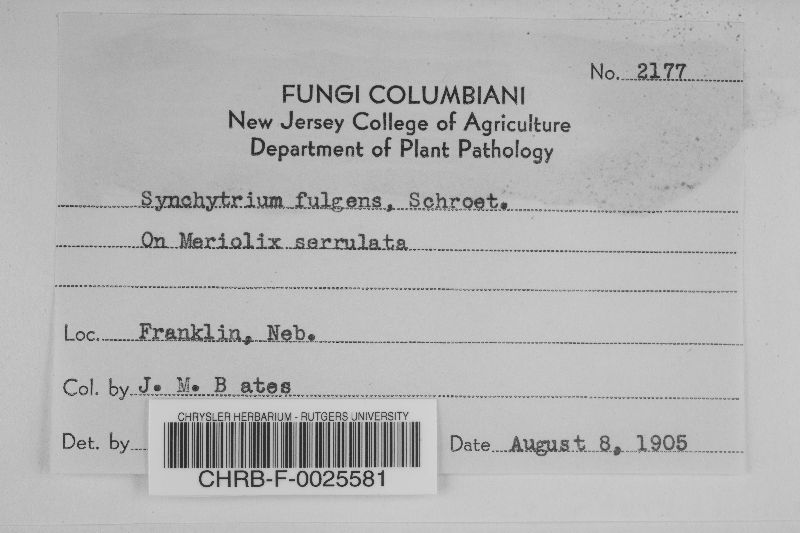 No. 2177
FUNGI COLUMBIANI
New Jersey College of Agriculture
Department of Plant Pathology
Synchytrium fulgens, Schroet.
On Meriolix serrulata
Loc. Franklin, Neb.
Col. by J. M. B ates
Det. by
Date August 8, 1905
CHRYSLER HERBARIUM - RUTGERS UNIVERSITY
CHRB-F-0025581